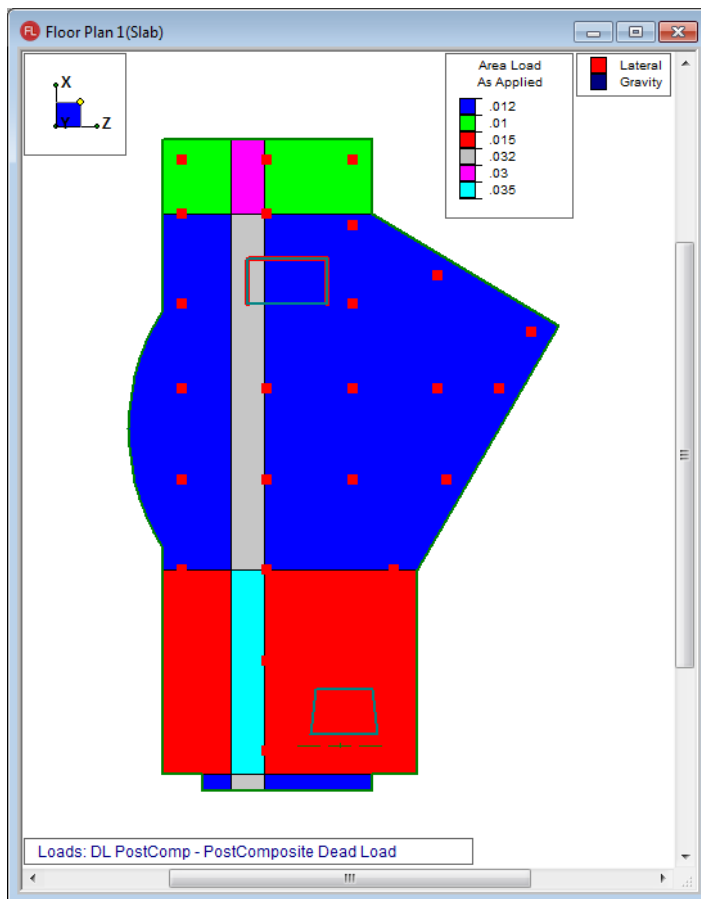 FL Floor Plan 1(Slab)
X
Y
Z
Area Load
As Applied
.012
.01
.015
.032
.03
.035
Lateral
Gravity
Loads: DL PostComp - PostComposite Dead Load